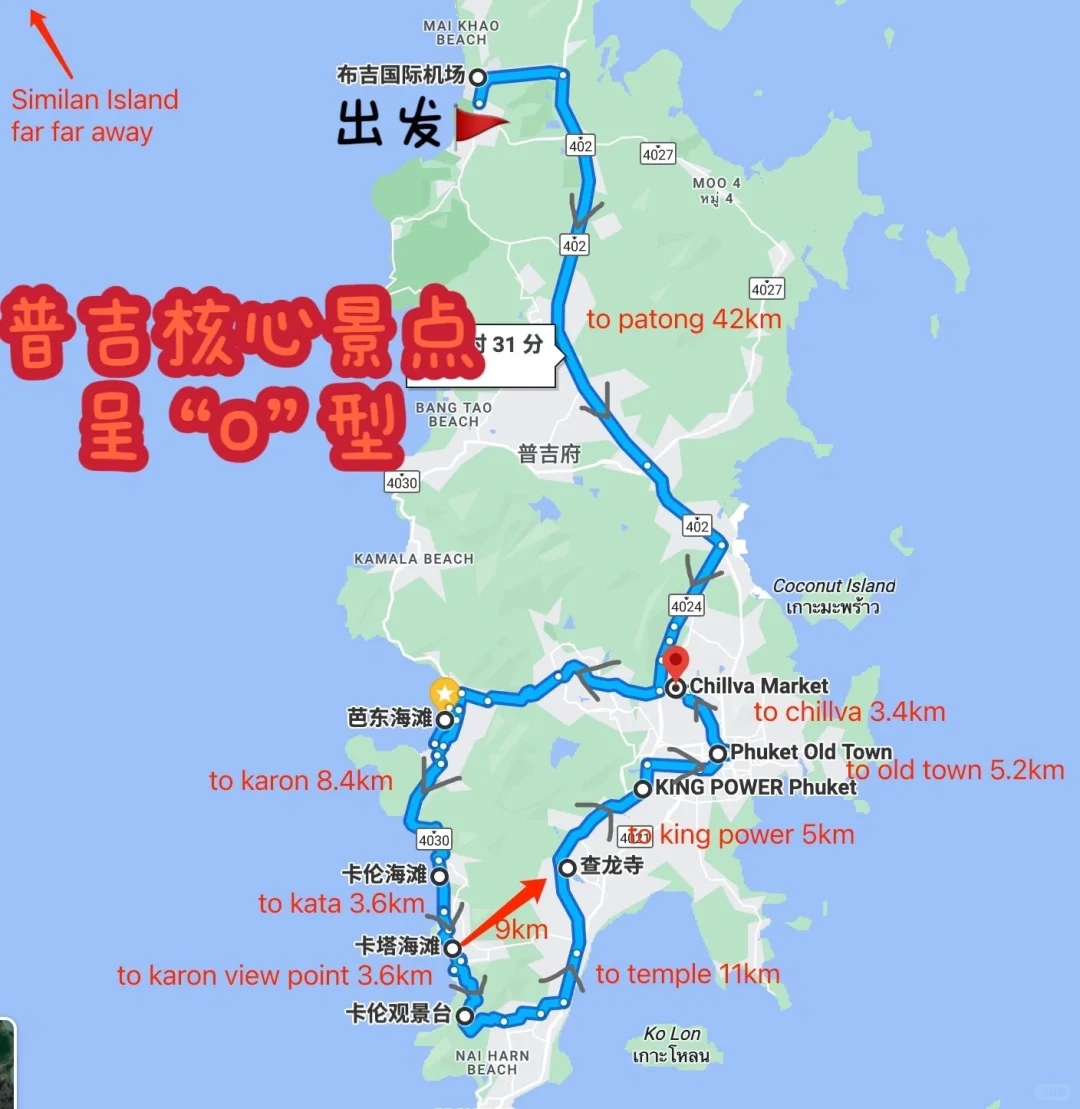 MAI KHAO
BEACH
布吉国际机场
出发
Similan Island
far far away
402
4027
MOO 4
หมู่ 4
402
4027
to patong 42km
普吉核心景点
呈“O”型
时 31 分
BANG TAO
BEACH
普吉府
4030
402
KAMALA BEACH
Coconut Island
เกาะมะพร้าว
4024
Chillva Market
to chillva 3.4km
芭东海滩
Phuket Old Town
to old town 5.2km
to karon 8.4km
KING POWER Phuket
4030
4021
to king power 5km
查龙寺
卡伦海滩
to kata 3.6km
9km
卡塔海滩
to karon view point 3.6km
to temple 11km
卡伦观景台
Ko Lon
เกาะโหลน
NAI HARN
BEACH